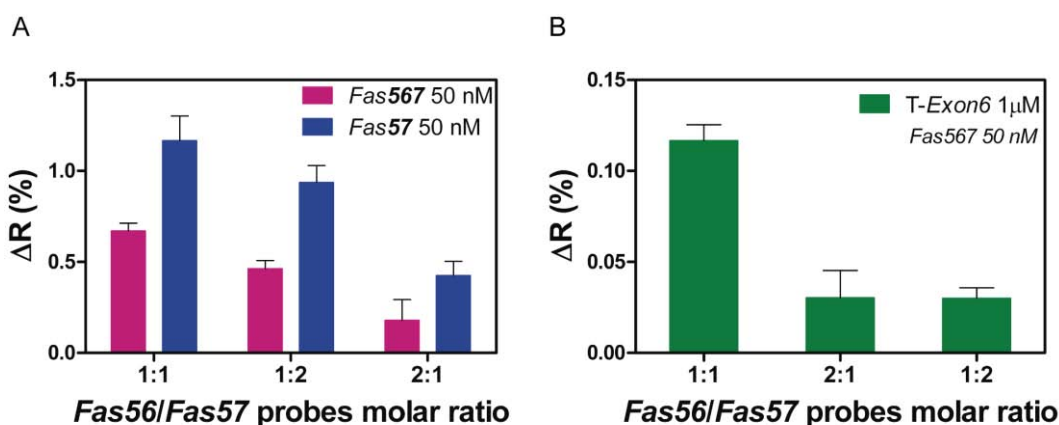 A
ΔR (%)
1.5
1.0
0.5
0.0
Fas567 50 nM
Fas57 50 nM
1:1
1:2
2:1
Fas56/Fas57 probes molar ratio
B
ΔR (%)
0.15
0.10
0.05
0.00
T-Exon6 1μM
Fas567 50 nM
1:1
2:1
1:2
Fas56/Fas57 probes molar ratio